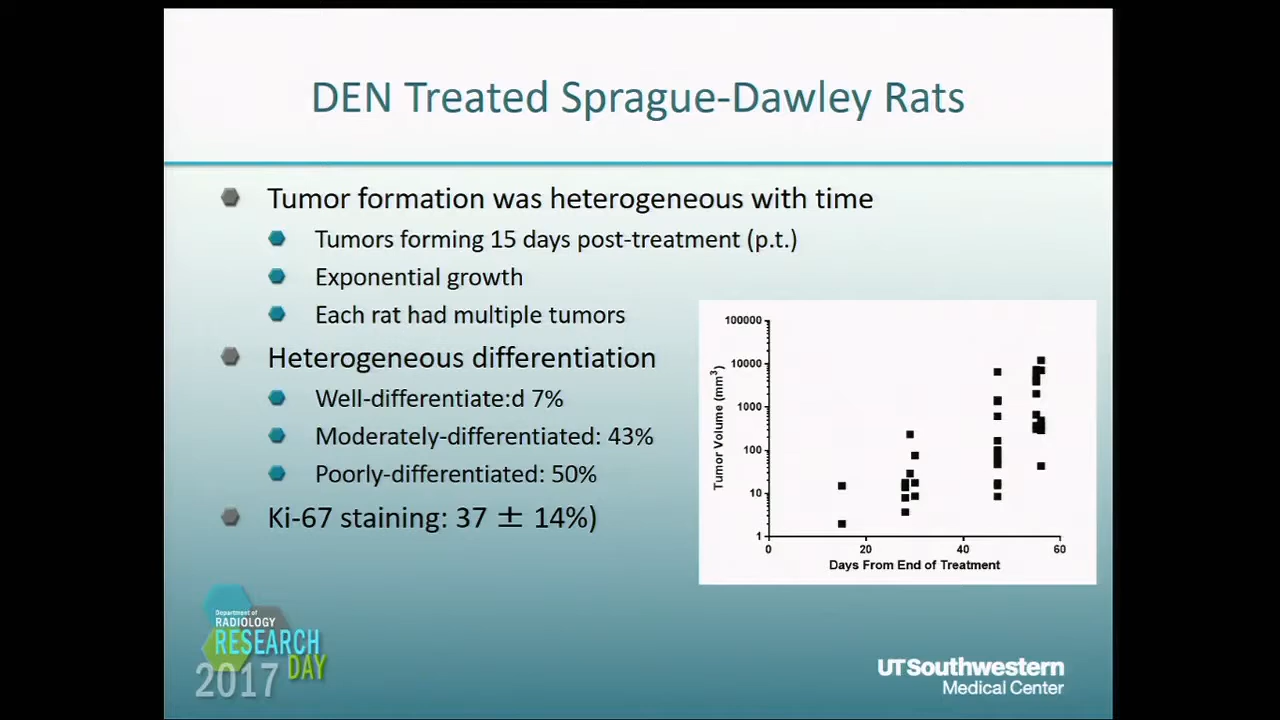 DEN Treated Sprague-Dawley Rats
Tumor formation was heterogeneous with time
Tumors forming 15 days post-treatment (p.t.)
Exponential growth
Each rat had multiple tumors
Heterogeneous differentiation
Well-differentiate:d 7%
Moderately-differentiated: 43%
Poorly-differentiated: 50%
Ki-67 staining: 37 ± 14%)
100000
10000
1000
100
10
1
Tumor Volume (mm³)
0 20 40 60
Days From End of Treatment
Department of
RADIOLOGY
RESEARCH
DAY
2017
UTSouthwestern
Medical Center